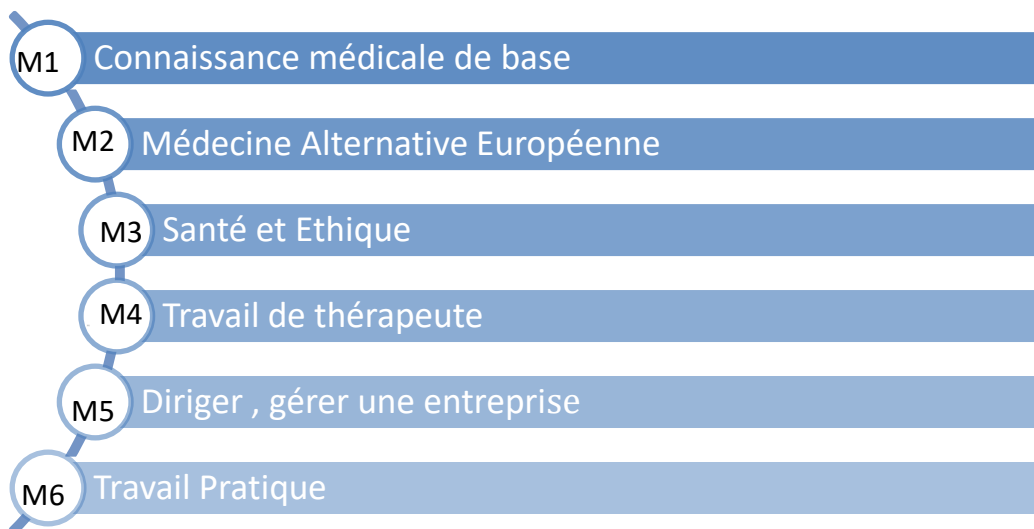 M1 Connaissance médicale de base
M2 Médecine Alternative Européenne
M3 Santé et Ethique
M4 Travail de thérapeute
M5 Diriger , gérer une entreprise
M6 Travail Pratique